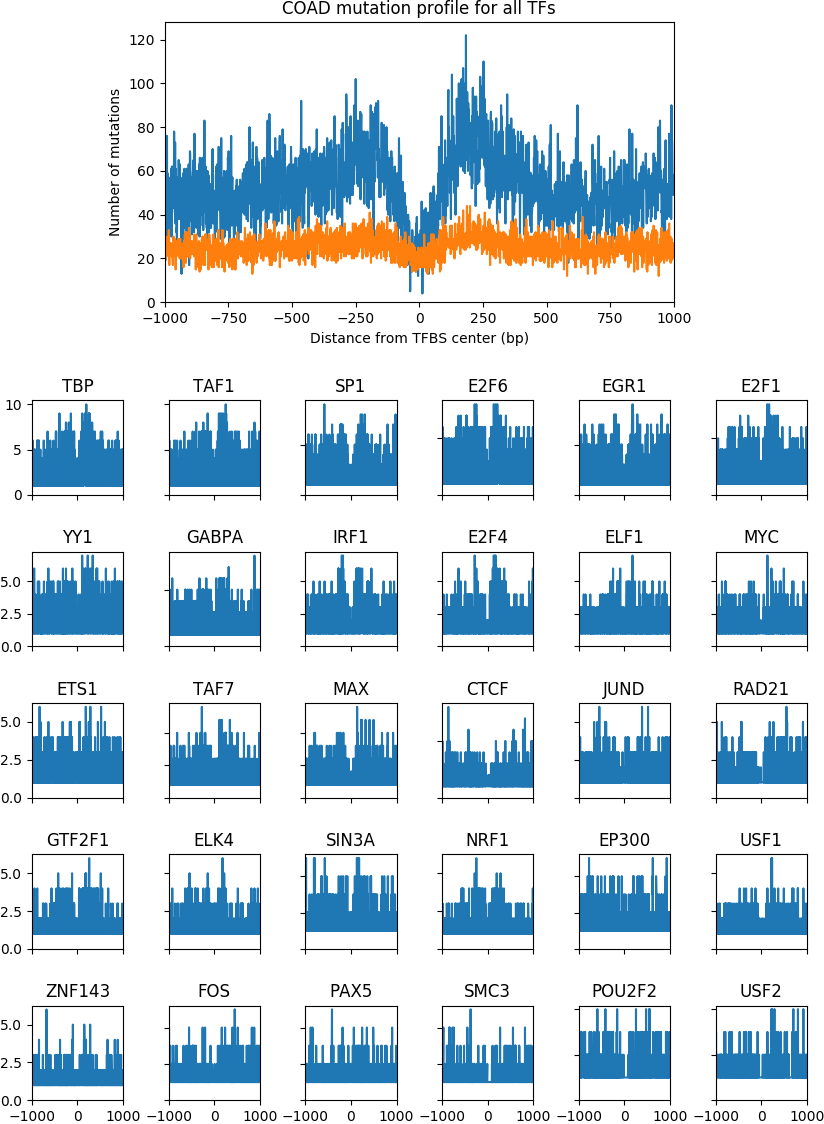 COAD mutation profile for all TFs
120
100
80
60
40
20
0
Number of mutations
−1000 −750 −500 −250 0 250 500 750 1000
Distance from TFBS center (bp)
TBP TAF1 SP1 E2F6 EGR1 E2F1
10
5
0
YY1 GABPA IRF1 E2F4 ELF1 MYC
5.0
2.5
0.0
ETS1 TAF7 MAX CTCF JUND RAD21
5.0
2.5
0.0
GTF2F1 ELK4 SIN3A NRF1 EP300 USF1
5.0
2.5
0.0
ZNF143 FOS PAX5 SMC3 POU2F2 USF2
5.0
2.5
0.0
−1000 0 1000 −1000 0 1000 −1000 0 1000 −1000 0 1000 −1000 0 1000 −1000 0 1000